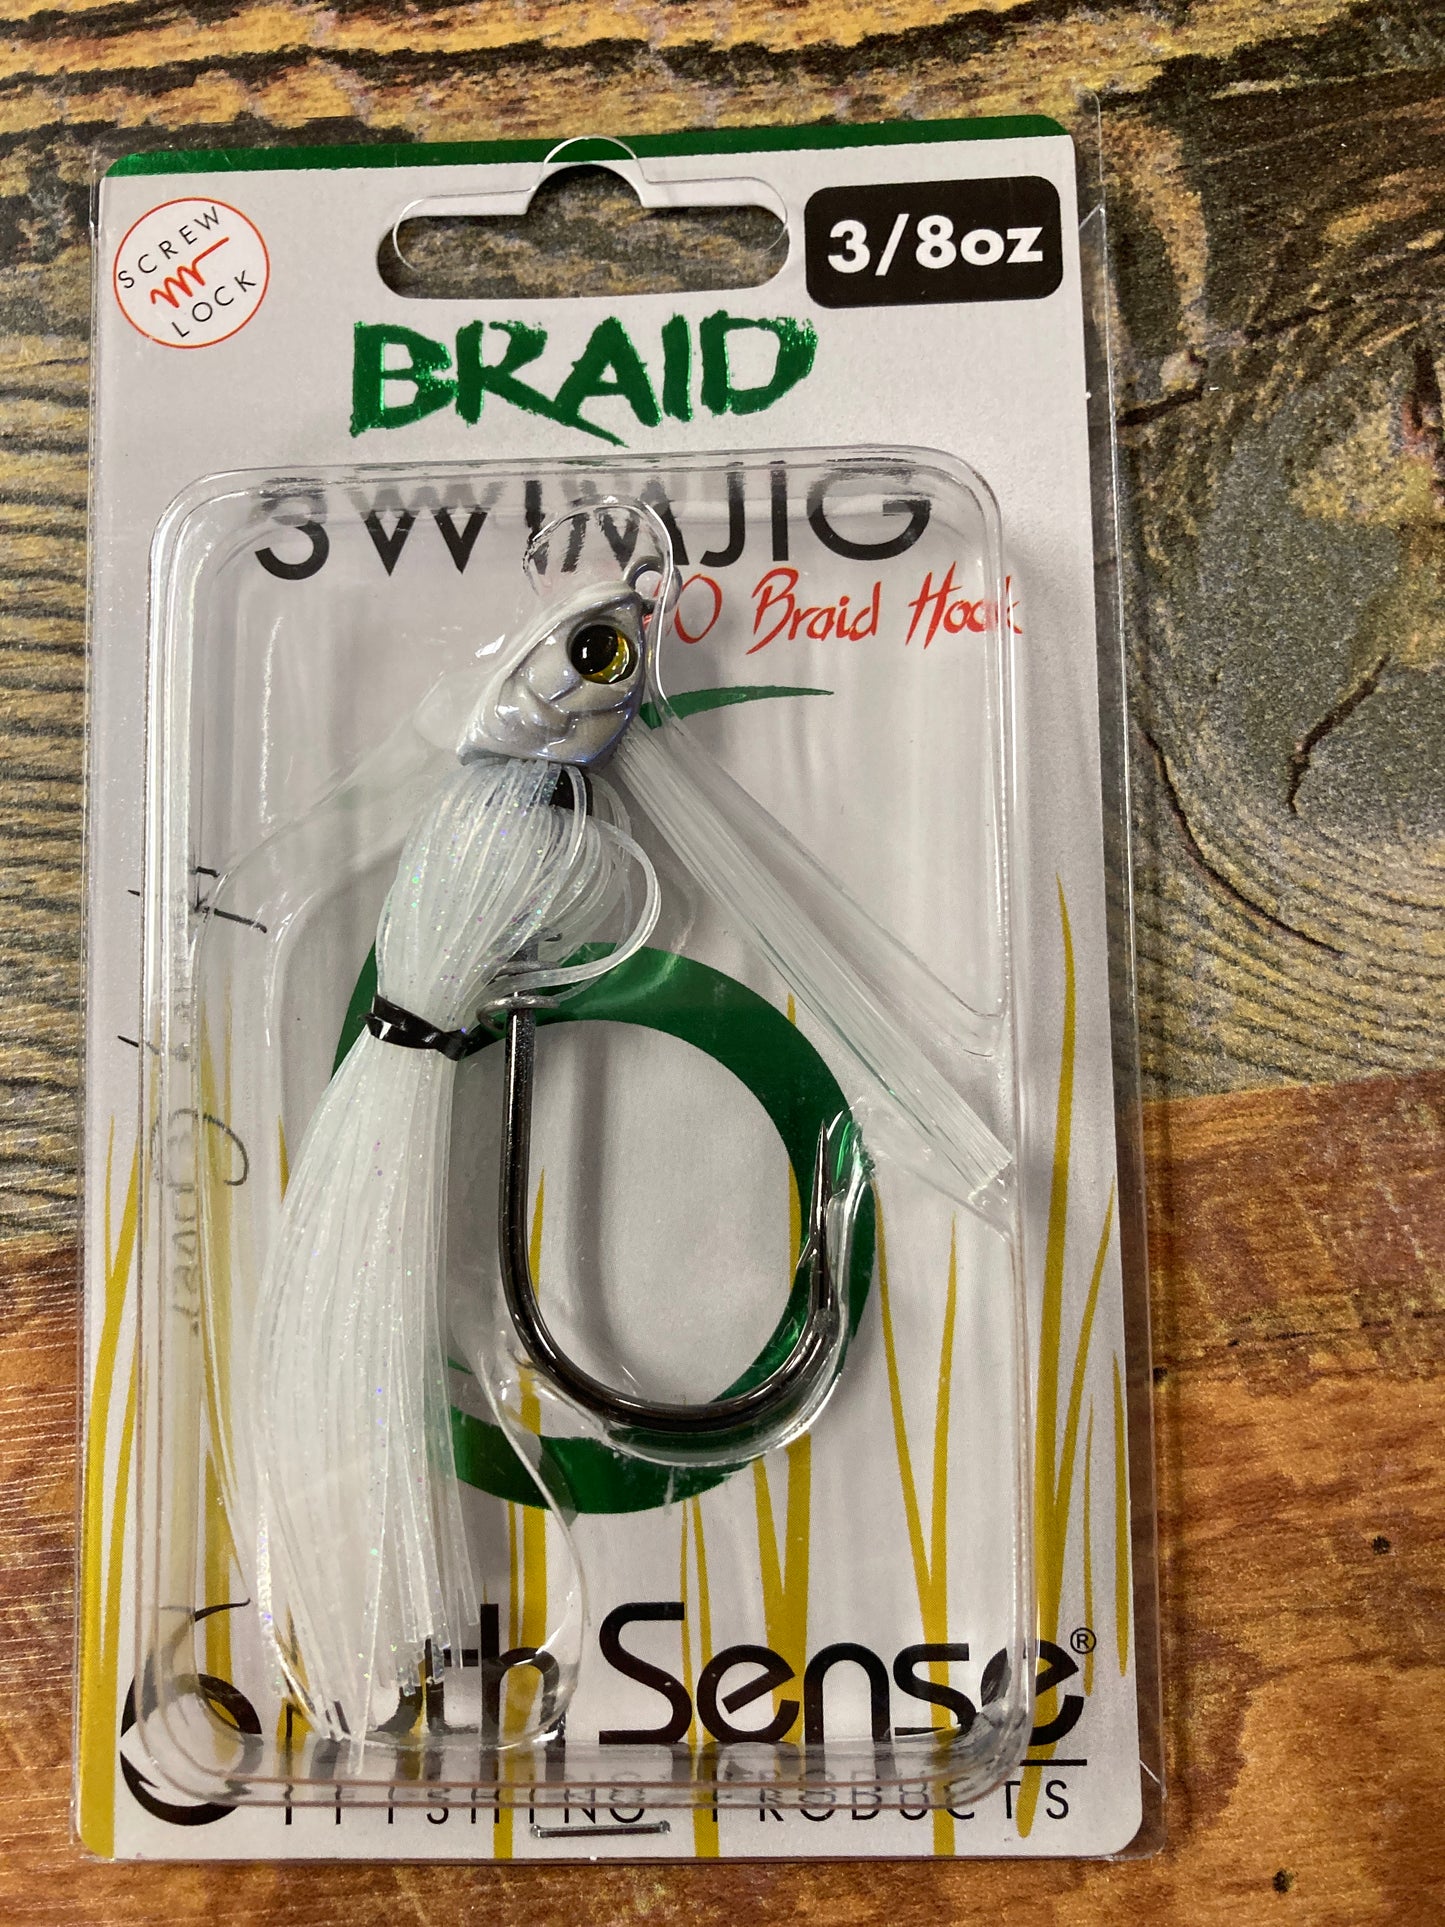 SCREW
LOCK
3/8oz
BRAID
SWIMJIG
Braid Hook
Sense®
FISHING PRODUCTS